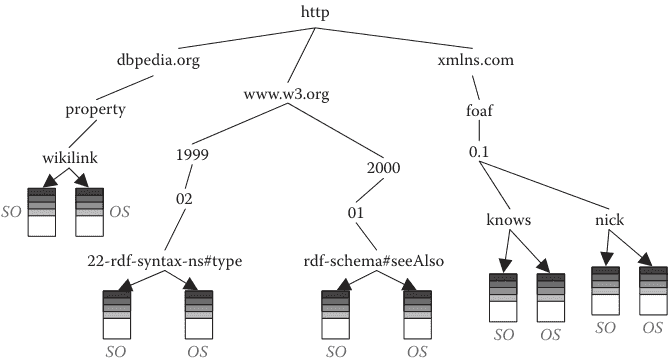 http
dbpedia.org
www.w3.org
xmlns.com
property
foaf
wikilink
1999
2000
0.1
SO
OS
02
01
knows
nick
22-rdf-syntax-ns#type
rdf-schema#seeAlso
SO
OS
SO
OS
SO
OS
SO
OS